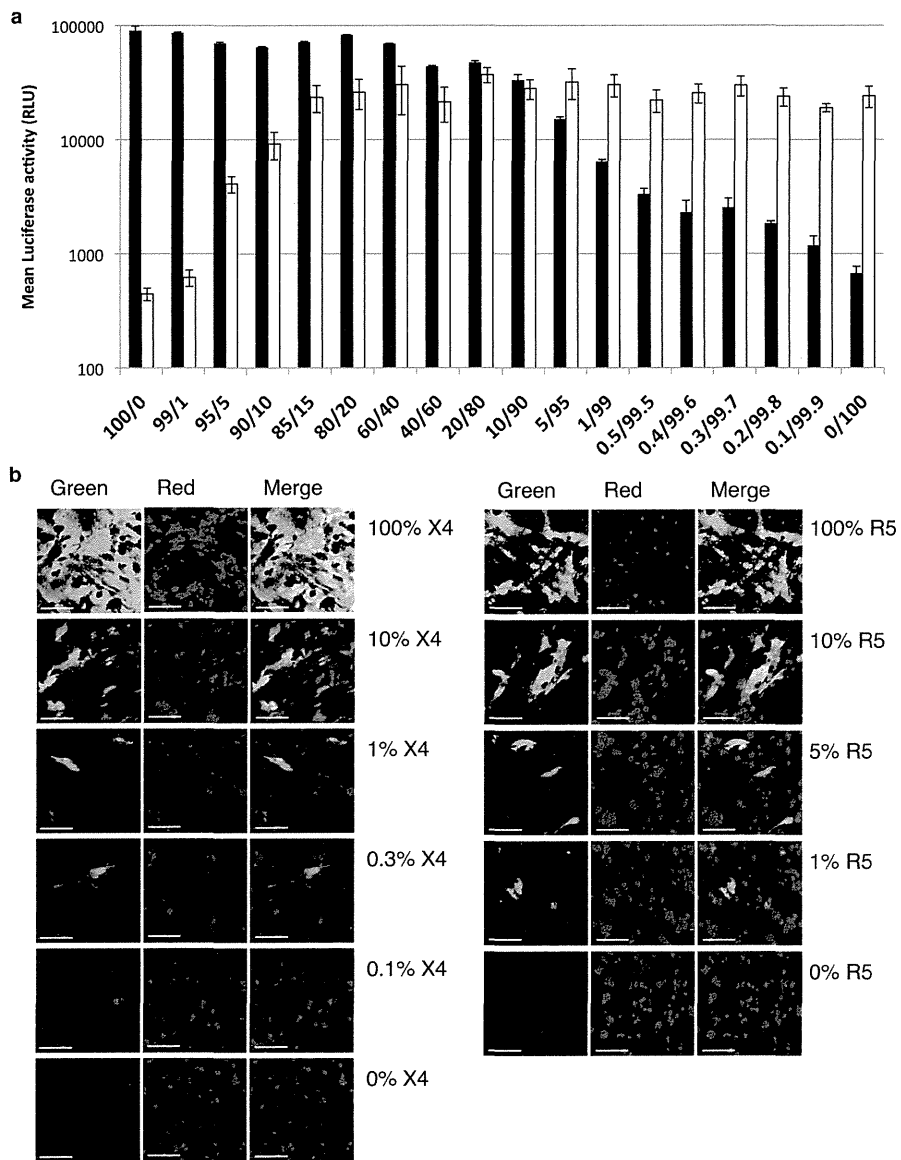 a
Mean Luciferase activity (RLU)
100000
10000
1000
100
100/0
99/1
95/5
90/10
85/15
80/20
60/40
40/60
20/80
10/90
5/95
1/99
0.5/99.5
0.4/99.6
0.3/99.7
0.2/99.8
0.1/99.9
0/100
b
Green Red Merge
100% X4
10% X4
1% X4
0.3% X4
0.1% X4
0% X4
Green Red Merge
100% R5
10% R5
5% R5
1% R5
0% R5